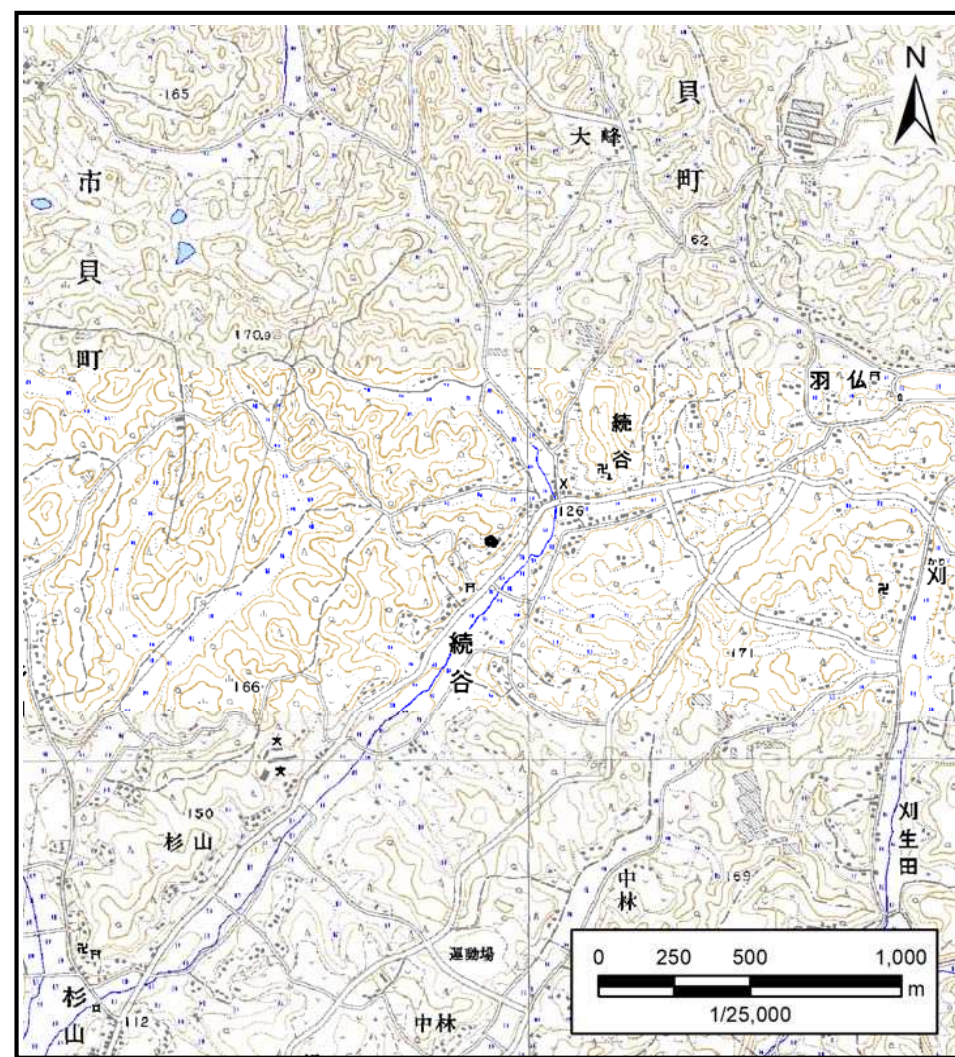 N
165
貝
町
大峰
市
貝
町
62
170.9
羽仏
続
谷
126
かり
刈
続
谷
171
166
150
杉山
刈
生
田
169
中
林
運動場
0 250 500 1,000
m
1/25,000
杉
山
112
中林